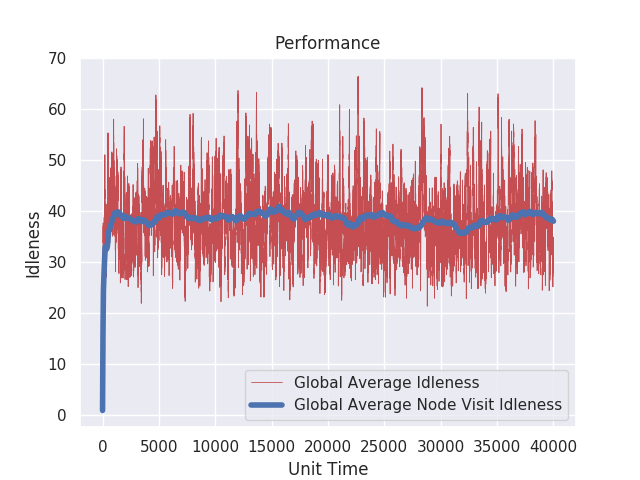 Performance
70
60
50
40
30
20
10
0
Idleness
0 5000 10000 15000 20000 25000 30000 35000 40000
Unit Time
Global Average Idleness
Global Average Node Visit Idleness